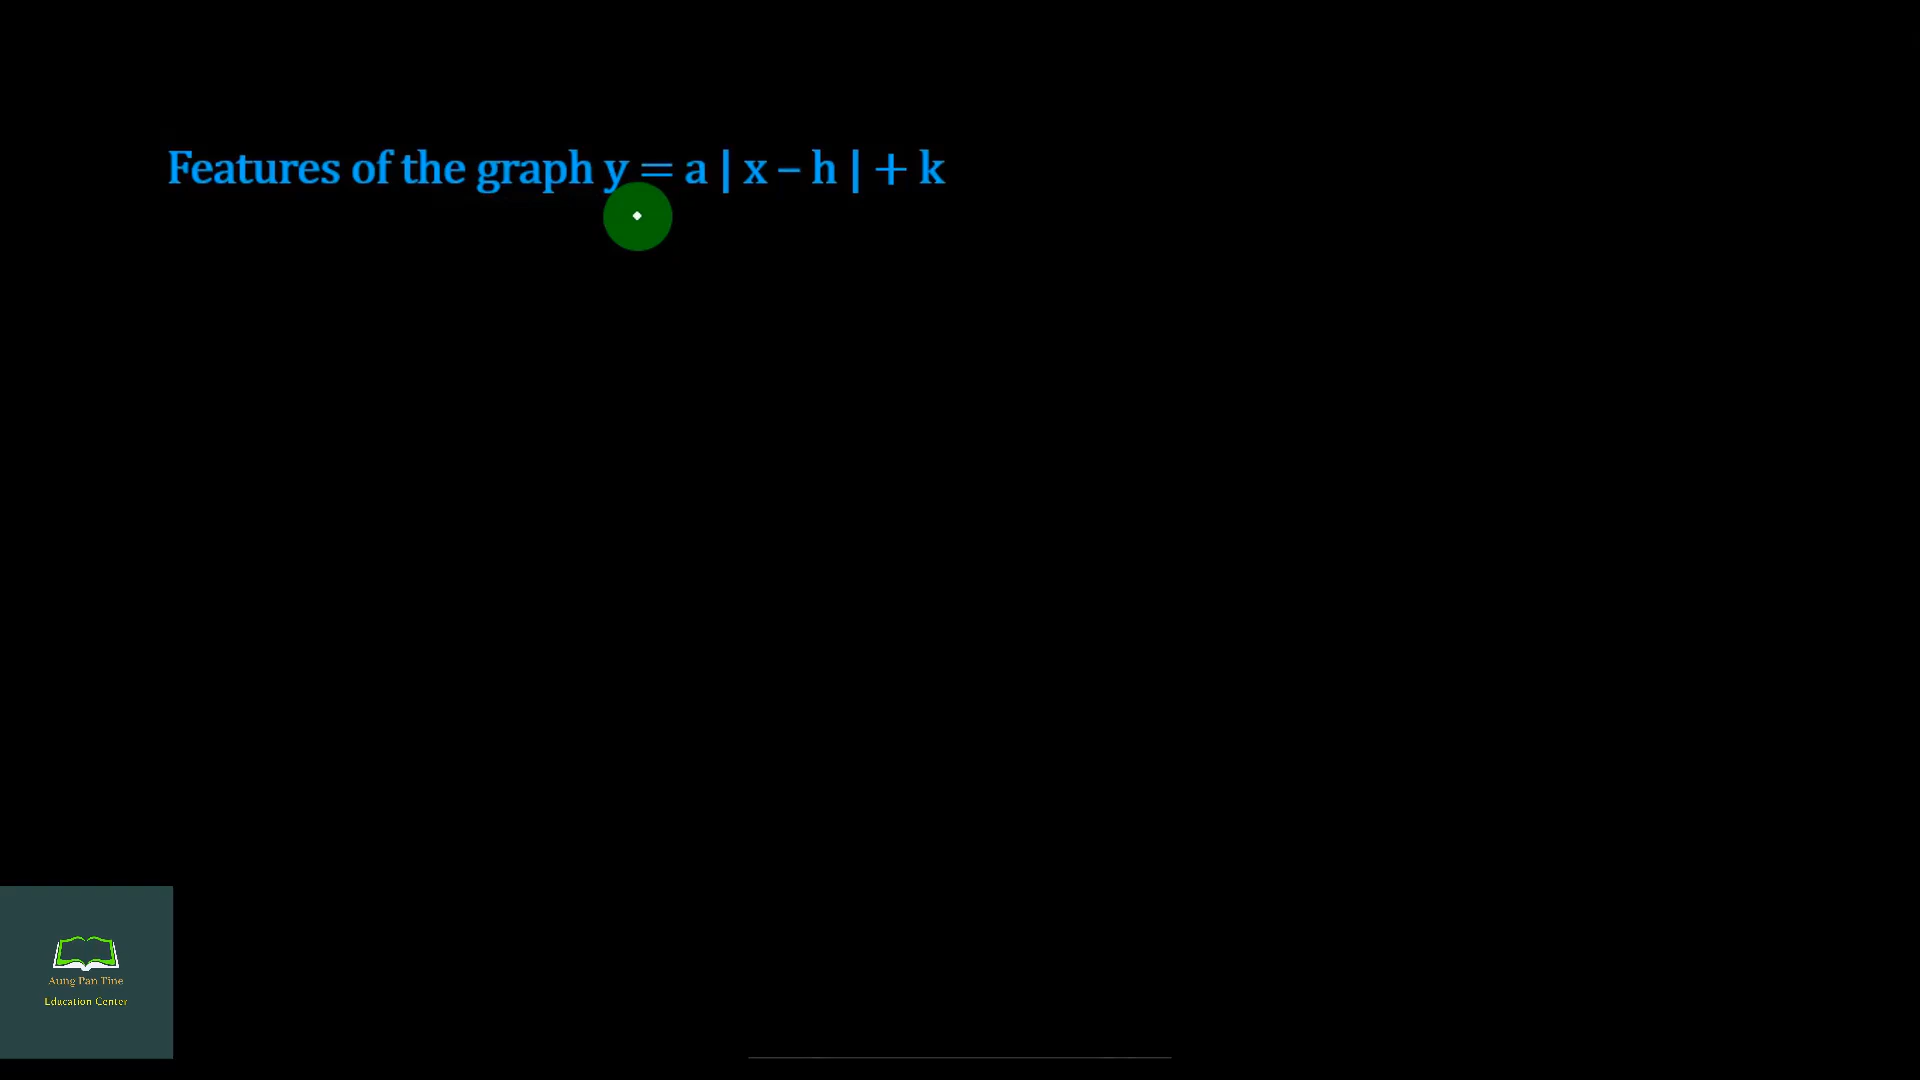 Features of the graph y = a | x – h | + k
Aung Pan Tine
Education Center